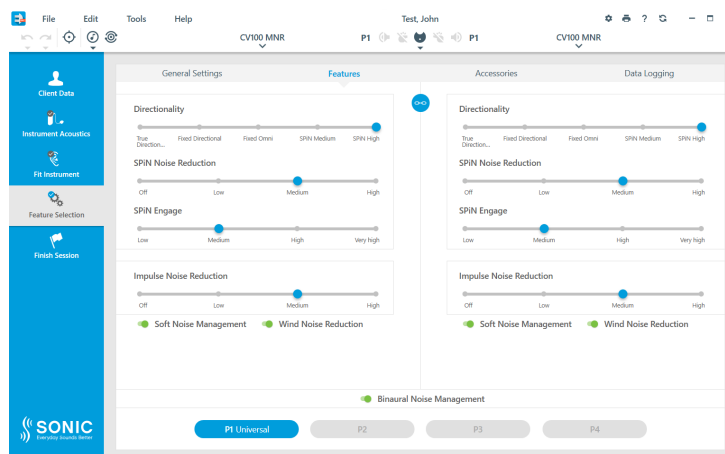 File Edit Tools Help Test, John ?
CV100 MNR P1 P1 CV100 MNR
Client Data
Instrument Acoustics
Fit Instrument
Feature Selection
Finish Session
SONIC
Everyday Sounds Better
General Settings Features Accessories Data Logging
Directionality
True Direction... Fixed Directional Fixed Omni SPiN Medium SPiN High
SPiN Noise Reduction
Off Low Medium High
SPiN Engage
Low Medium High Very high
Impulse Noise Reduction
Off Low Medium High
Soft Noise Management Wind Noise Reduction
Directionality
True Direction... Fixed Directional Fixed Omni SPiN Medium SPiN High
SPiN Noise Reduction
Off Low Medium High
SPiN Engage
Low Medium High Very high
Impulse Noise Reduction
Off Low Medium High
Soft Noise Management Wind Noise Reduction
Binaural Noise Management
P1 Universal P2 P3 P4